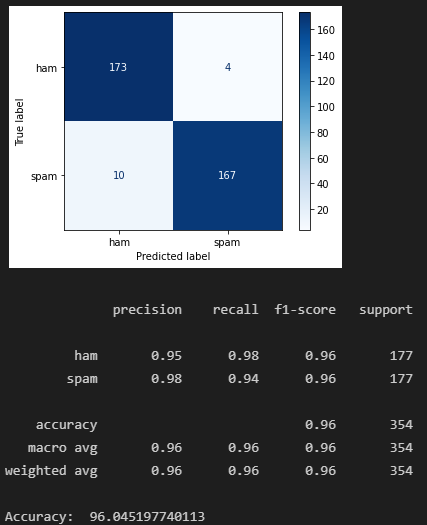 True label
ham 173 4
spam 10 167
ham spam
Predicted label
160
140
120
100
80
60
40
20
precision recall f1-score support
ham 0.95 0.98 0.96 177
spam 0.98 0.94 0.96 177
accuracy 0.96 354
macro avg 0.96 0.96 0.96 354
weighted avg 0.96 0.96 0.96 354
Accuracy: 96.045197740113